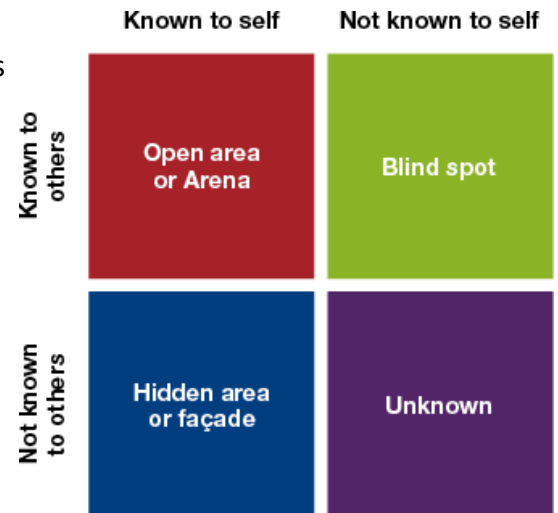 Known to self
Not known to self
s
Known to
others
Open area
or Arena
Blind spot
Not known
to others
Hidden area
or façade
Unknown